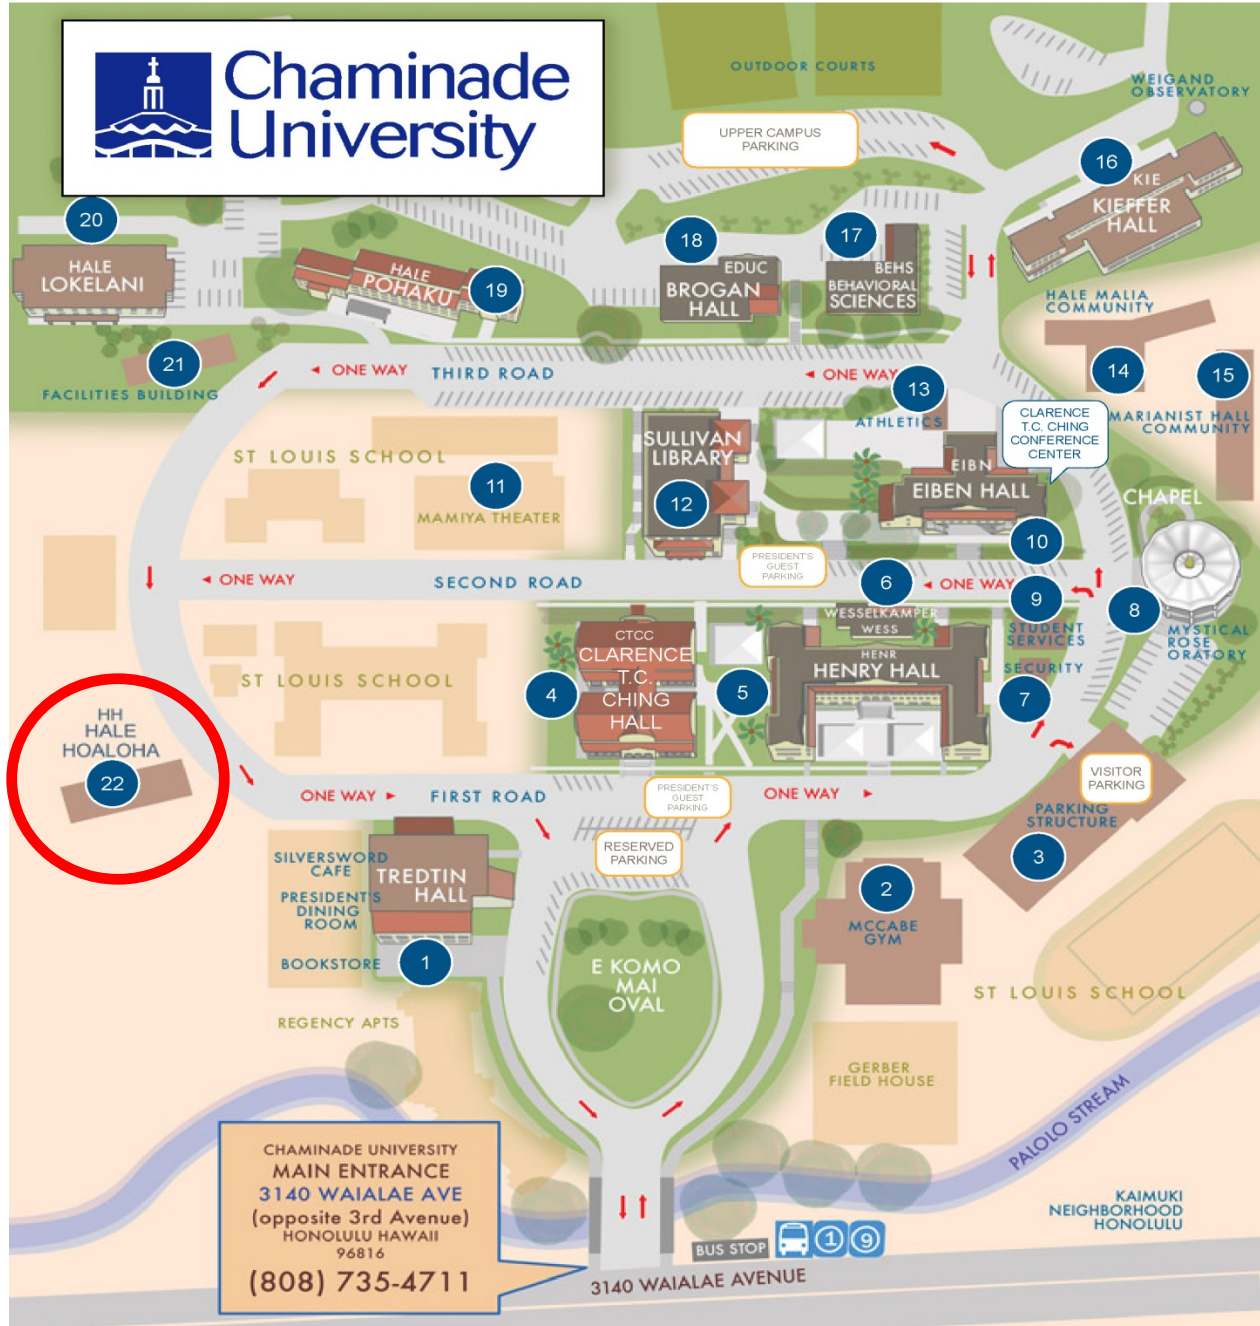 Chaminade
University
OUTDOOR COURTS
WEIGAND
OBSERVATORY
UPPER CAMPUS
PARKING
16
KIE
KIEFFER
HALL
20
HALE
LOKELANI
HALE
POHAKU
19
18
EDUC
BROGAN
HALL
17
BEHS
BEHAVIORAL
SCIENCES
HALE MALIA
COMMUNITY
14
15
MARIANIST HALL
COMMUNITY
21
FACILITIES BUILDING
ONE WAY
THIRD ROAD
ONE WAY
13
ATHLETICS
CLARENCE
T.C. CHING
CONFERENCE
CENTER
ST LOUIS SCHOOL
11
MAMIYA THEATER
SULLIVAN
LIBRARY
12
EIBN
EIBEN HALL
10
CHAPEL
ONE WAY
SECOND ROAD
PRESIDENT'S
GUEST
PARKING
6
ONE WAY
9
STUDENT
SERVICES
8
MYSTICAL
ROSE
ORATORY
WESSELKAMPER
WESS
HENR
HENRY HALL
5
CTCC
CLARENCE
T.C.
CHING
HALL
4
SECURITY
7
ST LOUIS SCHOOL
HH
HALE
HOALOHA
22
ONE WAY
FIRST ROAD
PRESIDENT'S
GUEST
PARKING
ONE WAY
VISITOR
PARKING
PARKING
STRUCTURE
3
RESERVED
PARKING
SILVERSWORD
CAFE
PRESIDENT'S
DINING
ROOM
BOOKSTORE
TREDTIN
HALL
1
2
MCCABE
GYM
E KOMO
MAI
OVAL
ST LOUIS SCHOOL
REGENCY APTS
GERBER
FIELD HOUSE
PALOLO STREAM
CHAMINADE UNIVERSITY
MAIN ENTRANCE
3140 WAIALAE AVE
(opposite 3rd Avenue)
HONOLULU HAWAII
96816
(808) 735-4711
KAIMUKI
NEIGHBORHOOD
HONOLULU
BUS STOP
1
9
3140 WAIALAE AVENUE